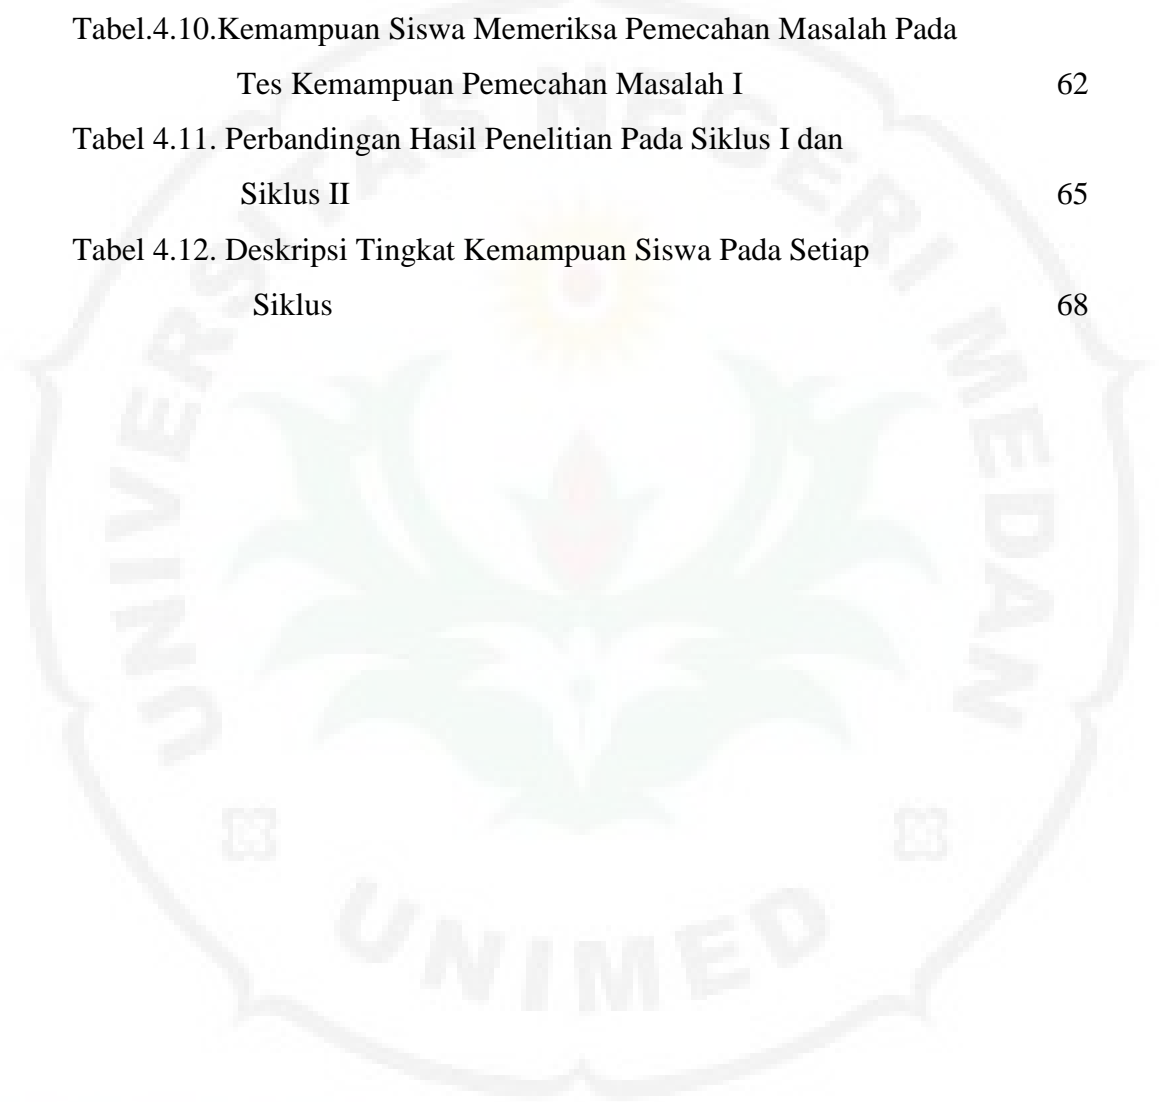 Tabel.4.10.Kemampuan Siswa Memeriksa Pemecahan Masalah Pada
Tes Kemampuan Pemecahan Masalah I 62
Tabel 4.11. Perbandingan Hasil Penelitian Pada Siklus I dan
Siklus II 65
Tabel 4.12. Deskripsi Tingkat Kemampuan Siswa Pada Setiap
Siklus 68
UNIVERSITAS NEGERI MEDAN
UNIMED